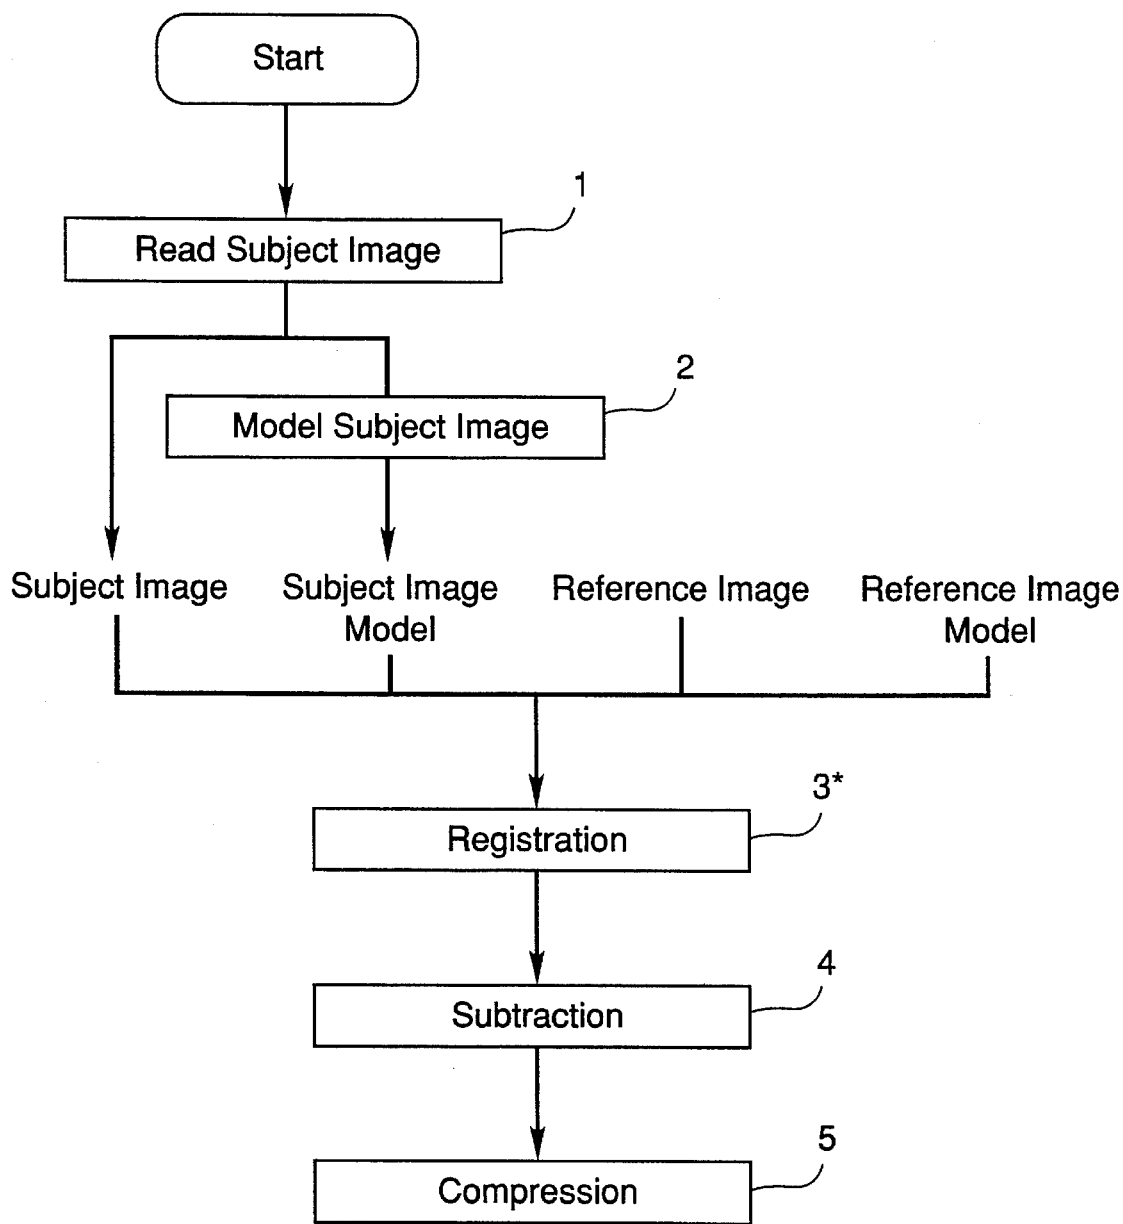 Start
1
Read Subject Image
2
Model Subject Image
Subject Image
Subject Image
Model
Reference Image
Reference Image
Model
3*
Registration
4
Subtraction
5
Compression